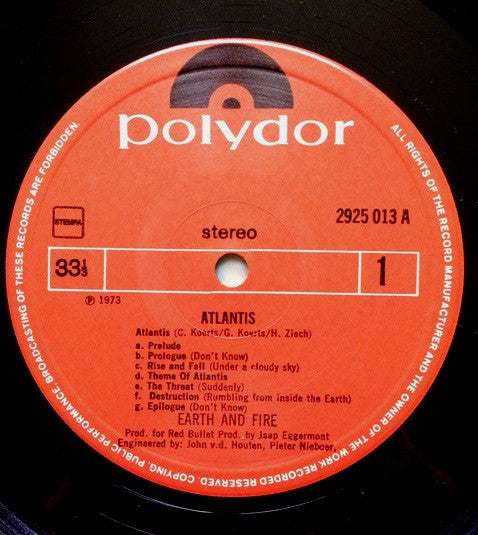 polydor
STEMRA
stereo
2925 013 A
33⅓
1
℗ 1973
ATLANTIS
Atlantis (C. Koerts/G. Koerts/H. Ziech)
a. Prelude
b. Prologue (Don't Know)
c. Rise and Fall (Under a cloudy sky)
d. Theme Of Atlantis
e. The Threat (Suddenly)
f. Destruction (Rumbling from inside the Earth)
g. Epilogue (Don't Know)
EARTH AND FIRE
Prod. for Red Bullet Prod. by Jaap Eggermont
Engineered by: John v.d. Houten, Pieter Nieboer
ALL RIGHTS OF THE RECORD MANUFACTURER AND THE OWNER OF THE WORK RECORDED RESERVED. COPYING, PUBLIC PERFORMANCE BROADCASTING OF THESE RECORDS ARE FORBIDDEN.